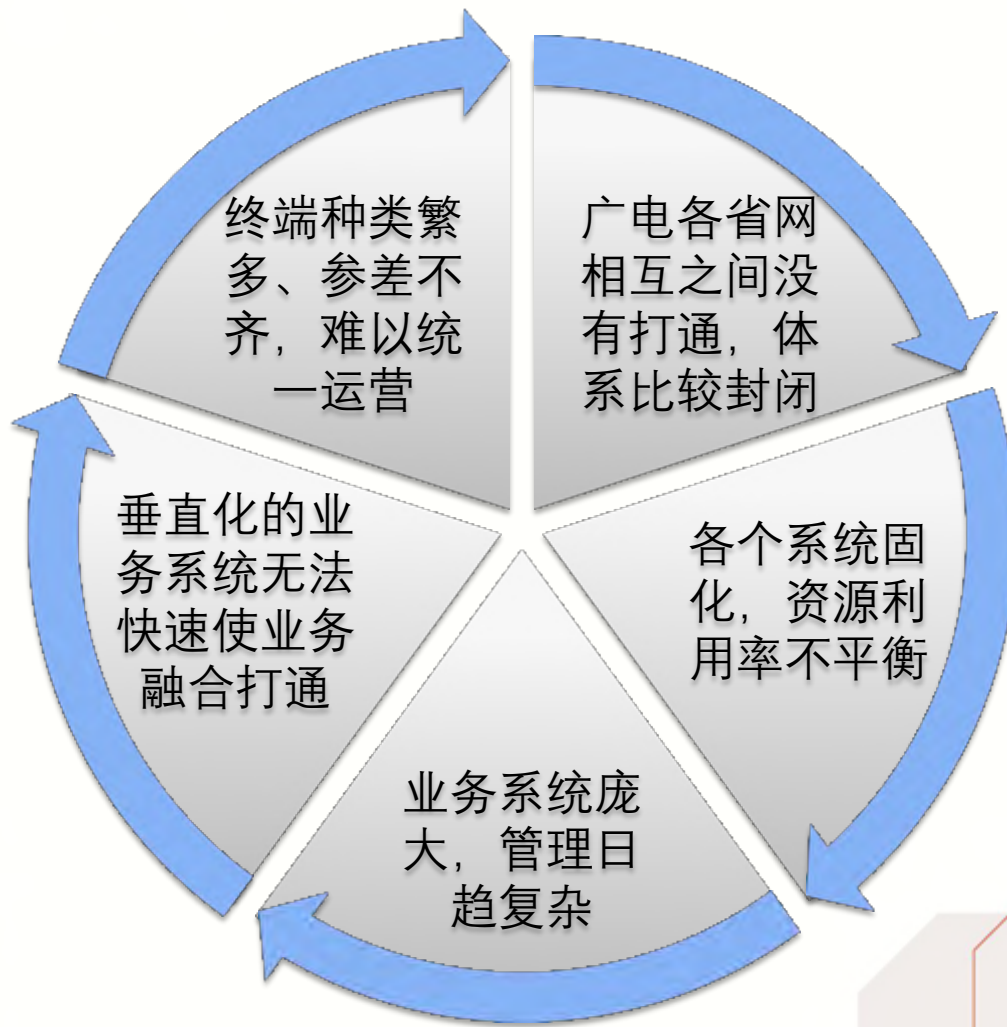 广电各省网
相互之间没
有打通，体
系比较封闭
各个系统固
化，资源利
用率不平衡
业务系统庞
大，管理日
趋复杂
垂直化的业
务系统无法
快速使业务
融合打通
终端种类繁
多、参差不
齐，难以统
一运营